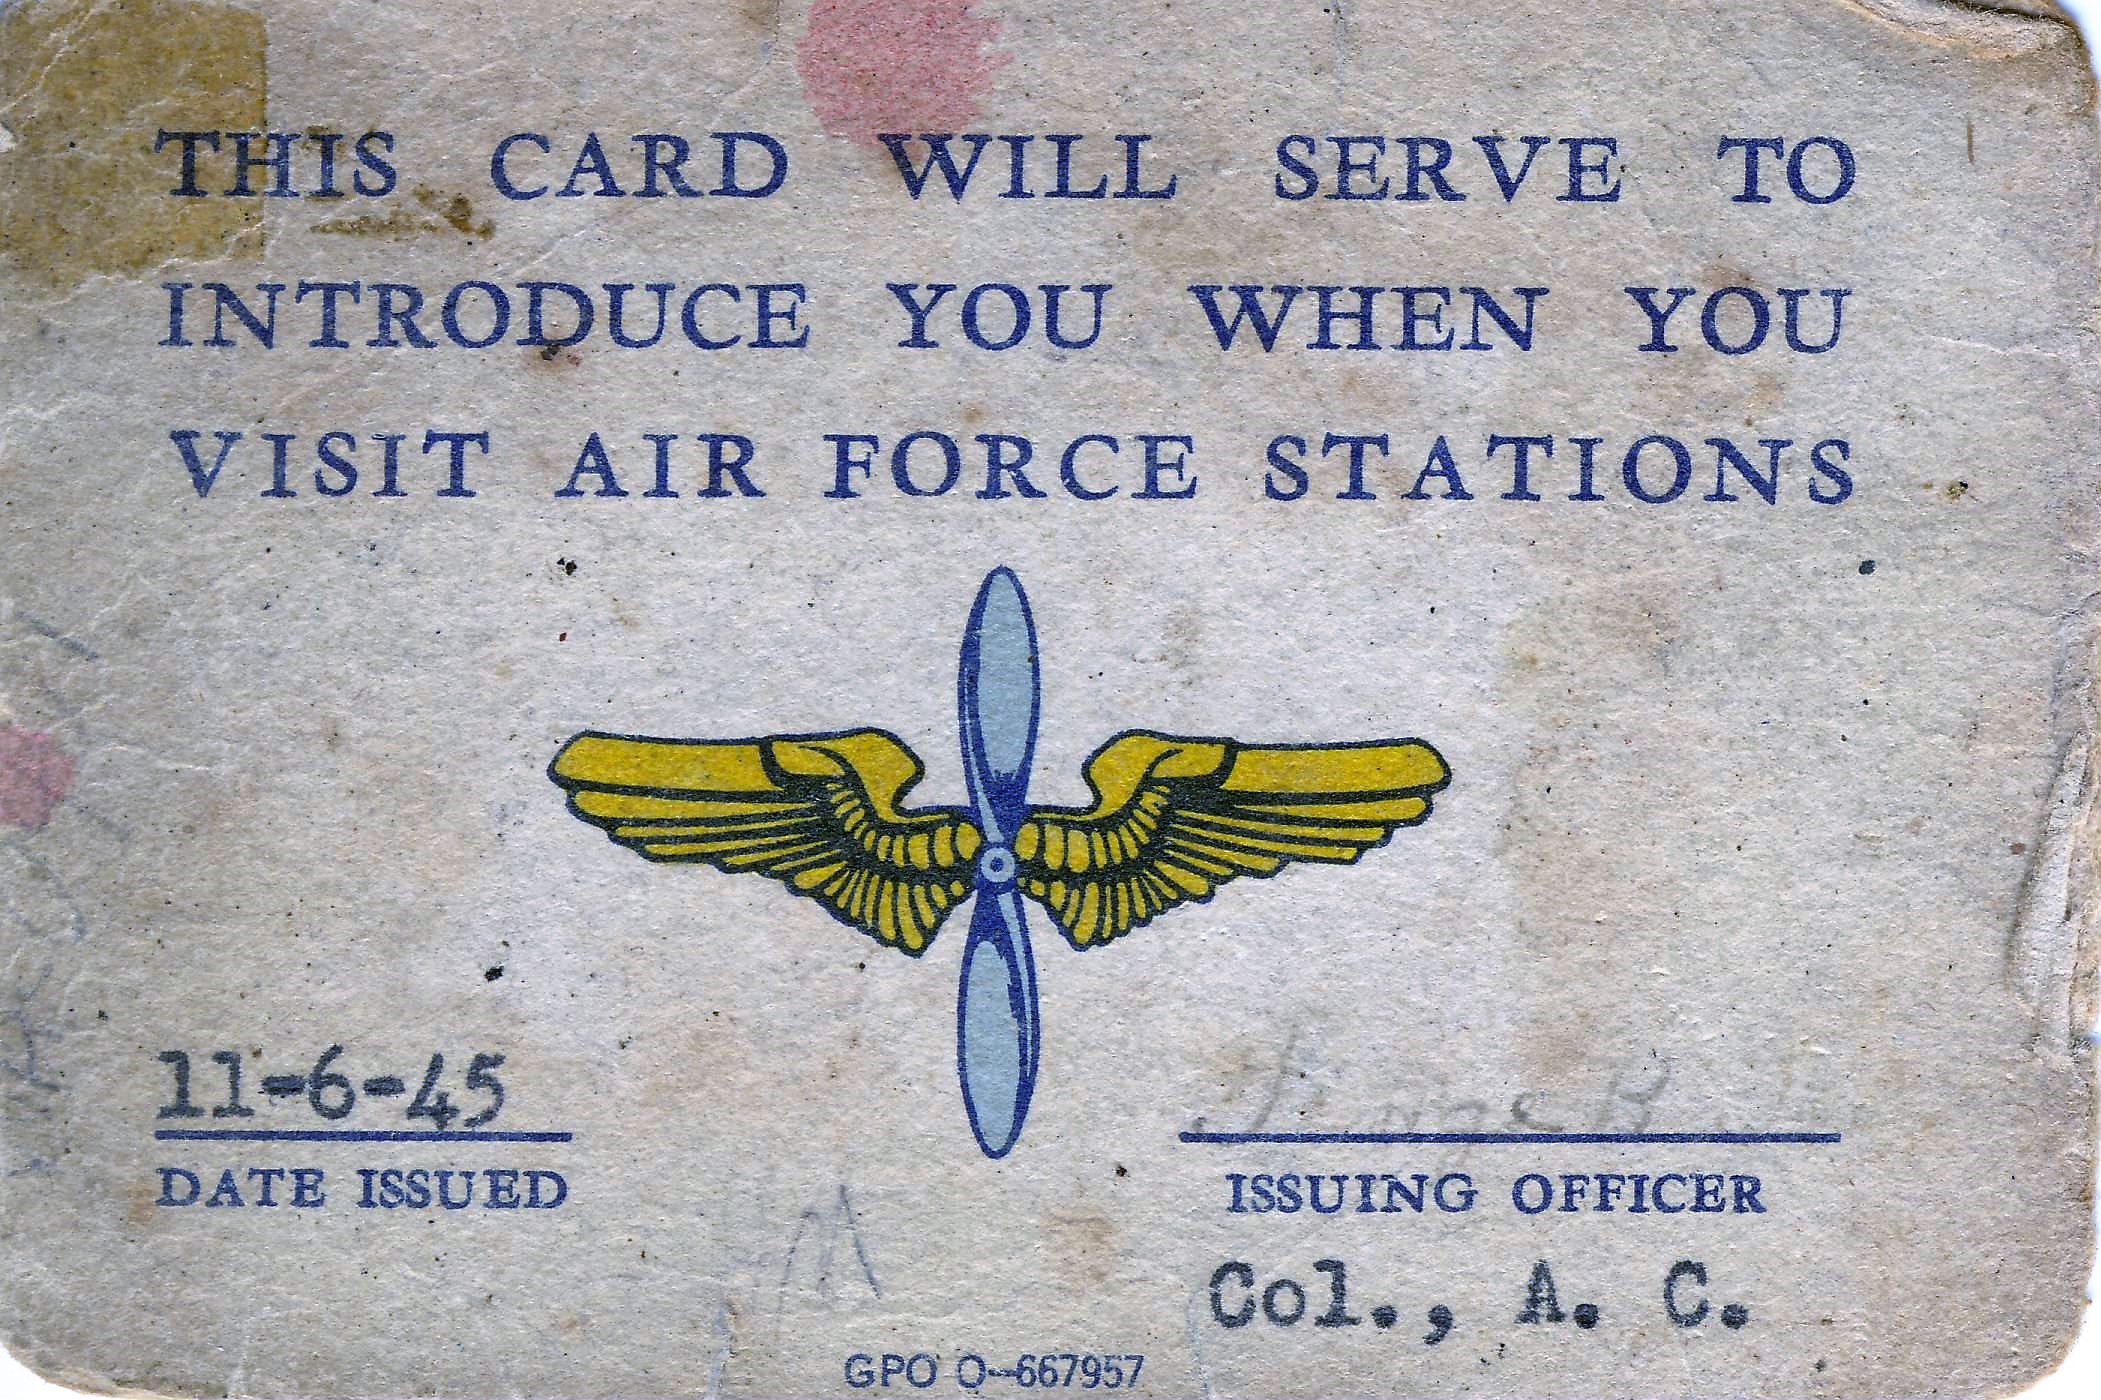 THIS CARD WILL SERVE TO
INTRODUCE YOU WHEN YOU
VISIT AIR FORCE STATIONS
11-6-45
DATE ISSUED
ISSUING OFFICER
Col., A. C.
GPO O--667957